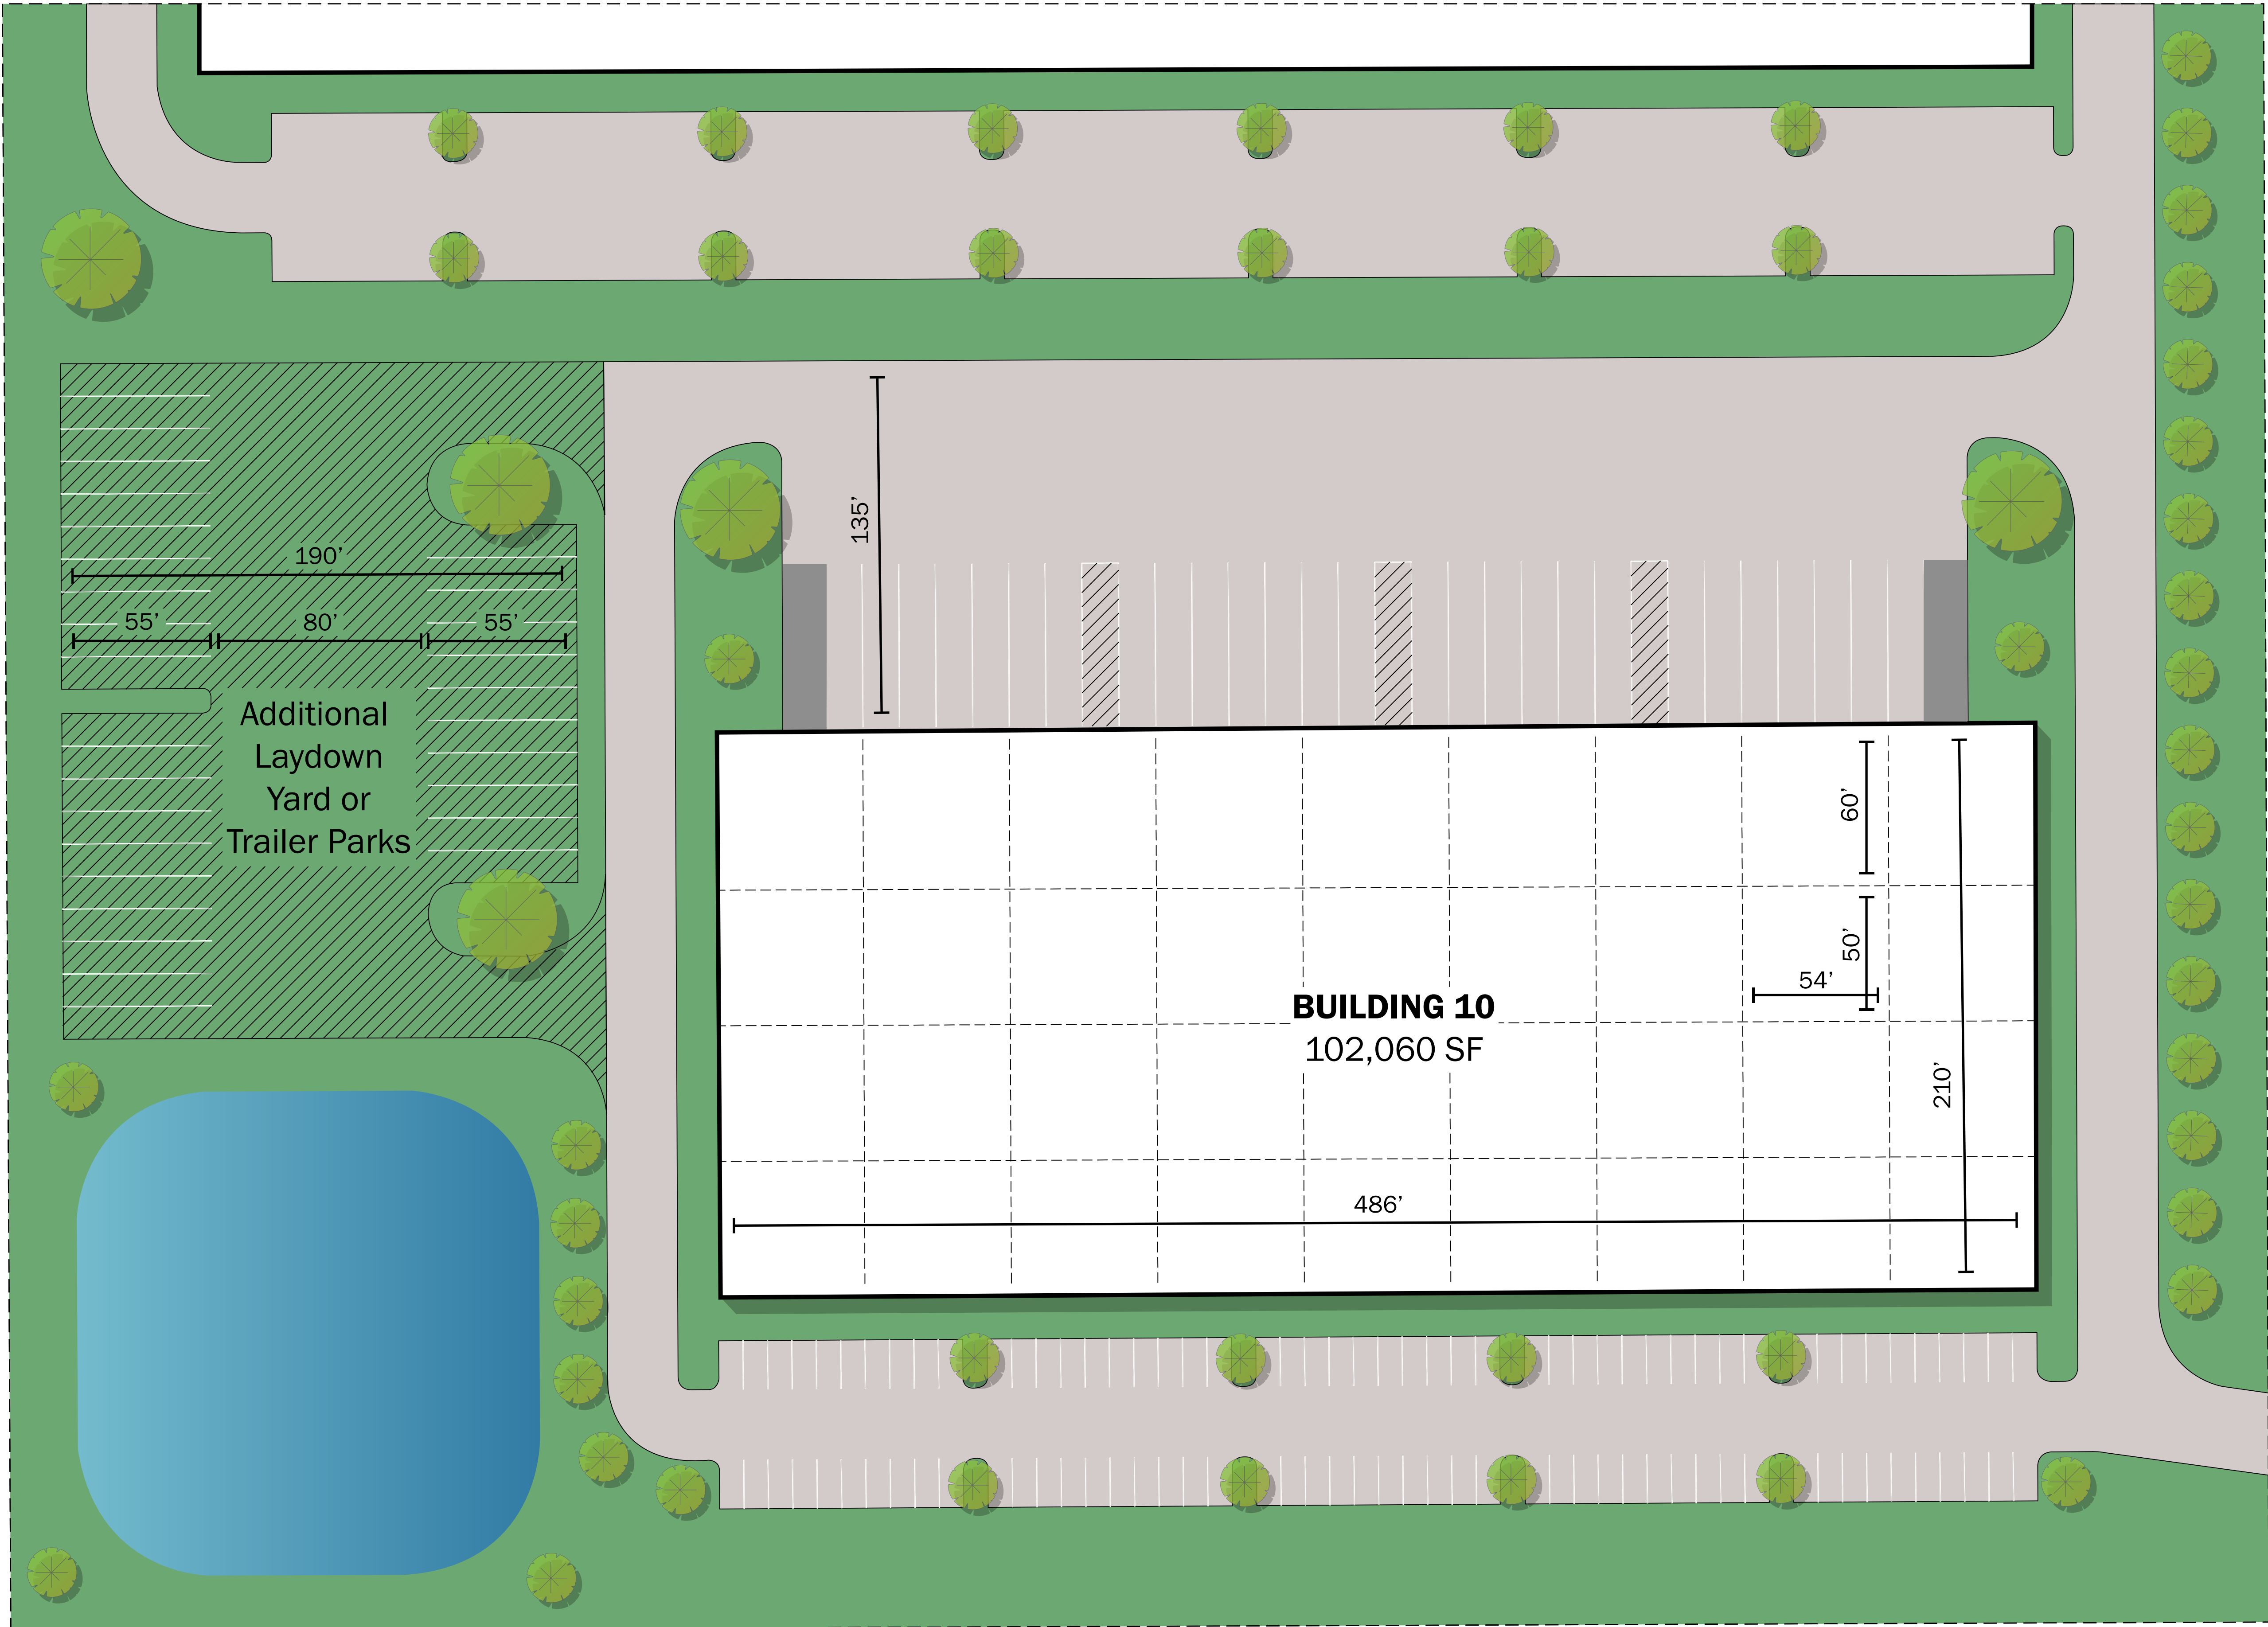 135’
190’
55’
80’
55’
Additional
Laydown
Yard or
Trailer Parks
60’
50’
54’
BUILDING 10
102,060 SF
210’
486’